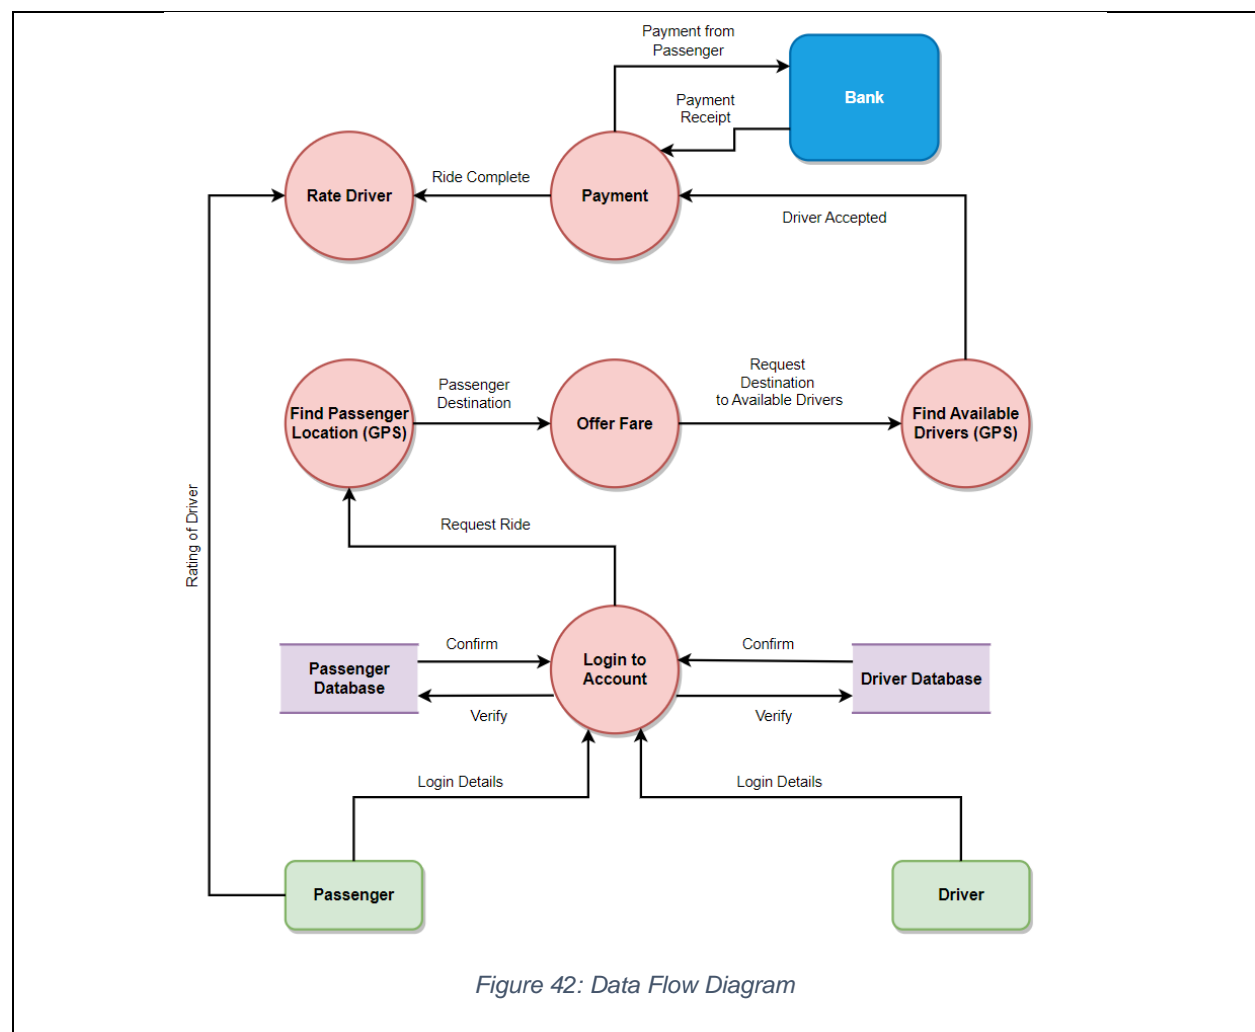 Payment from
Passenger
Bank
Payment
Receipt
Rate Driver
Ride Complete
Payment
Driver Accepted
Find Passenger
Location (GPS)
Passenger
Destination
Offer Fare
Request
Destination
to Available Drivers
Find Available
Drivers (GPS)
Rating of Driver
Request Ride
Passenger
Database
Confirm
Verify
Login to
Account
Confirm
Verify
Driver Database
Login Details
Login Details
Passenger
Driver
Figure 42: Data Flow Diagram